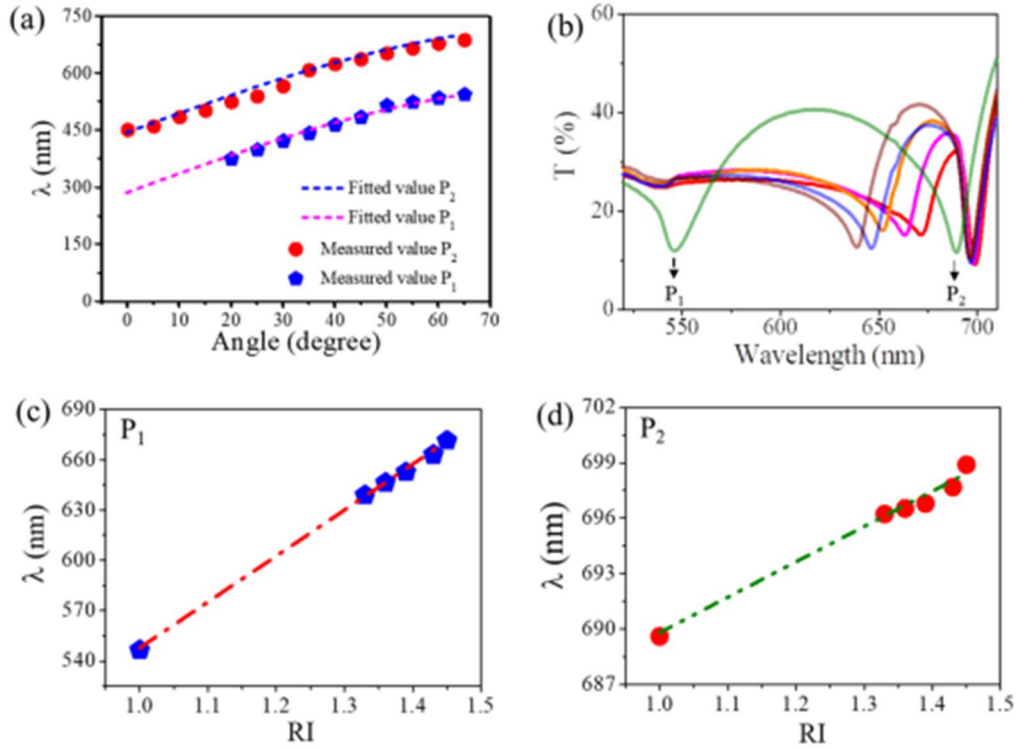 (a)
750
600
450
300
150
0
λ (nm)
Fitted value P2
Fitted value P1
Measured value P2
Measured value P1
0 10 20 30 40 50 60 70
Angle (degree)
(b)
60
40
20
0
T (%)
P1
P2
550 600 650 700
Wavelength (nm)
(c)
P1
690
660
630
600
570
540
λ (nm)
1.0 1.1 1.2 1.3 1.4 1.5
RI
(d)
P2
702
699
696
693
690
687
λ (nm)
1.0 1.1 1.2 1.3 1.4 1.5
RI